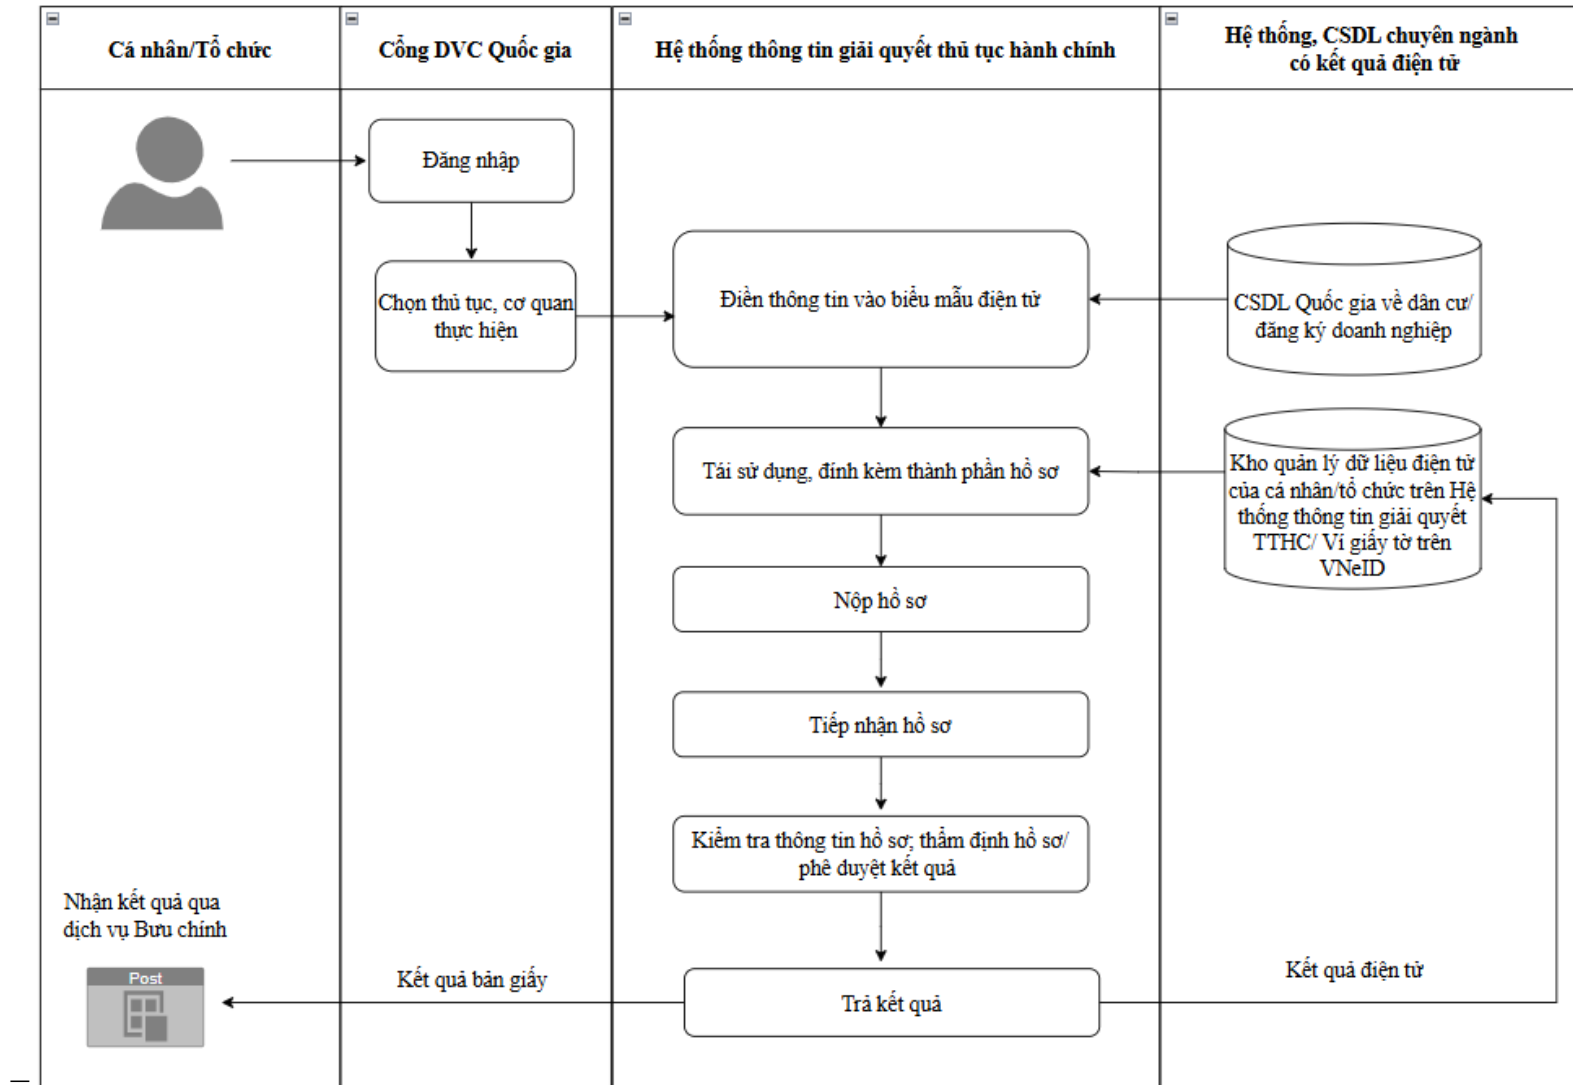 Cá nhân/Tổ chức
Cổng DVC Quốc gia
Hệ thống thông tin giải quyết thủ tục hành chính
Hệ thống, CSDL chuyên ngành
có kết quả điện tử
Đăng nhập
Chọn thủ tục, cơ quan
thực hiện
Điền thông tin vào biểu mẫu điện tử
CSDL Quốc gia về dân cư/
đăng ký doanh nghiệp
Tái sử dụng, đính kèm thành phần hồ sơ
Kho quản lý dữ liệu điện tử
của cá nhân/tổ chức trên Hệ
thống thông tin giải quyết
TTHC/ Ví giấy tờ trên
VNeID
Nộp hồ sơ
Tiếp nhận hồ sơ
Kiểm tra thông tin hồ sơ; thẩm định hồ sơ/
phê duyệt kết quả
Nhận kết quả qua
dịch vụ Bưu chính
Post
Kết quả bản giấy
Trả kết quả
Kết quả điện tử